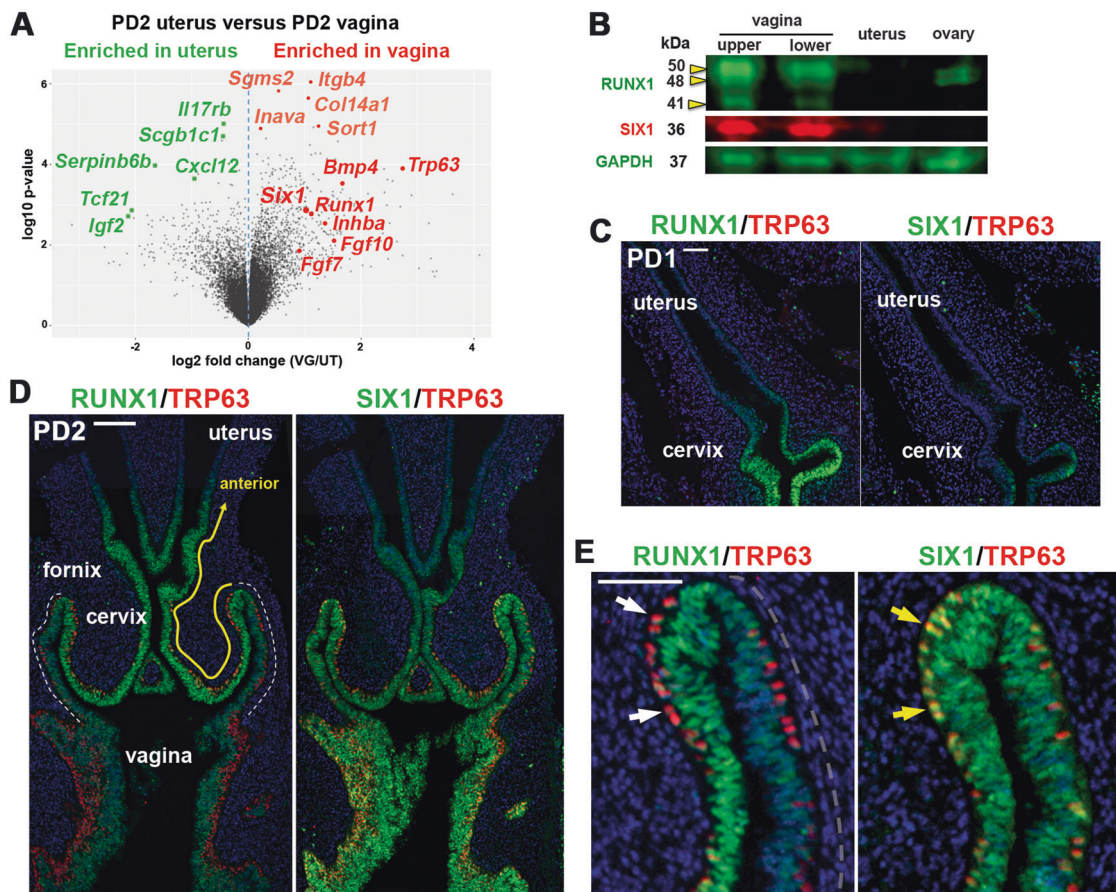 A
PD2 uterus versus PD2 vagina
Enriched in uterus
Enriched in vagina
6
4
2
0
-2
0
2
4
log10 p-value
log2 fold change (VG/UT)
Sgms2
Itgb4
Col14a1
Inava
Sort1
Il17rb
Scgb1c1
Serpinb6b
Cxcl12
Bmp4
Trp63
Six1
Runx1
Tcf21
Igf2
Inhba
Fgf10
Fgf7
B
vagina
kDa
upper
lower
uterus
ovary
RUNX1
50
48
41
SIX1
36
GAPDH
37
C
RUNX1/TRP63
SIX1/TRP63
PD1
uterus
uterus
cervix
cervix
D
RUNX1/TRP63
SIX1/TRP63
PD2
uterus
anterior
fornix
cervix
vagina
E
RUNX1/TRP63
SIX1/TRP63